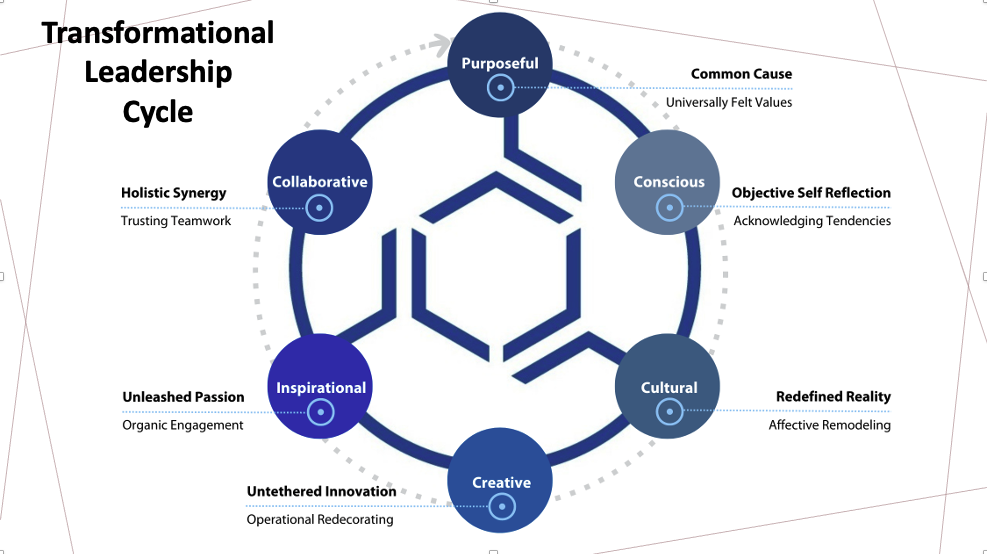 Transformational
Leadership
Cycle
Purposeful
Common Cause
Universally Felt Values
Conscious
Objective Self Reflection
Acknowledging Tendencies
Cultural
Redefined Reality
Affective Remodeling
Creative
Untethered Innovation
Operational Redecorating
Inspirational
Unleashed Passion
Organic Engagement
Collaborative
Holistic Synergy
Trusting Teamwork